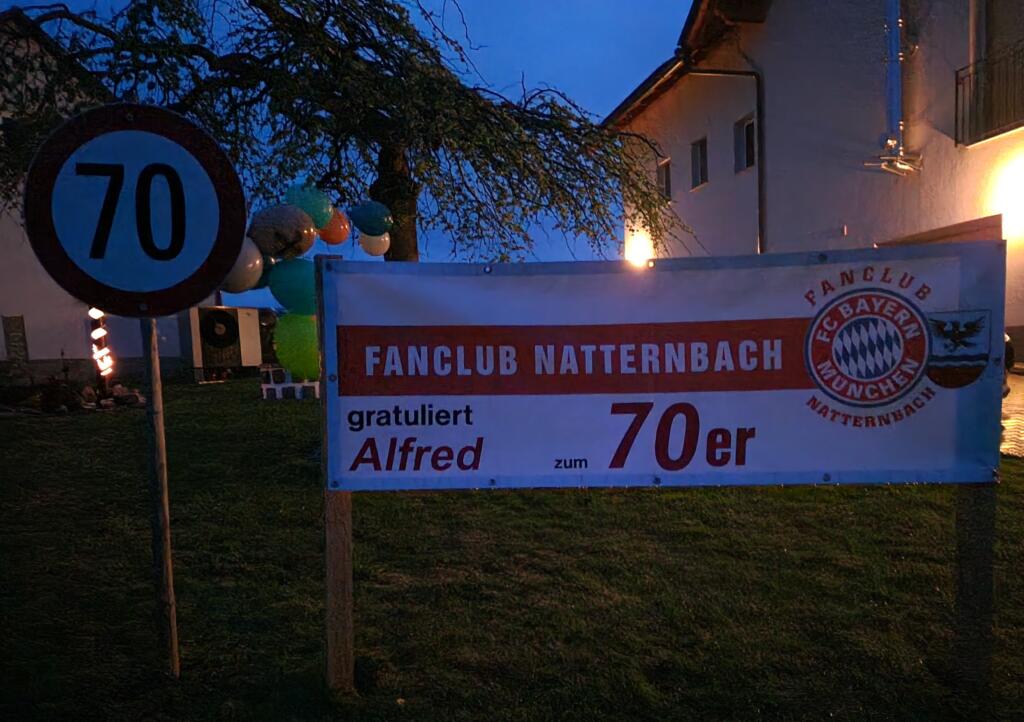 70
FANCLUB NATTERNBACH
gratuliert
Alfred zum 70er
FANCLUB
FC BAYERN
MÜNCHEN
NATTERNBACH